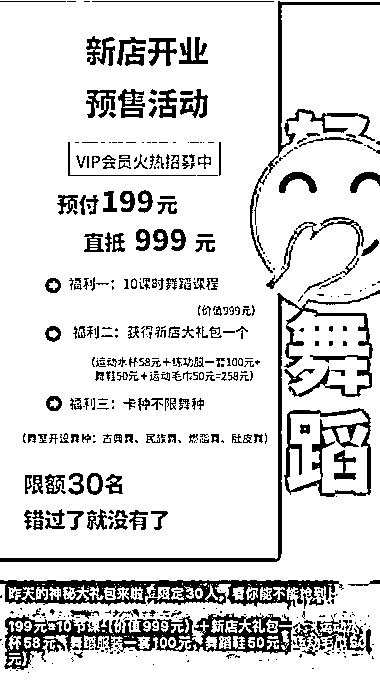 新店开业
预售活动
VIP会员火热招募中
预付199元
直抵 999 元
福利一：10课时舞蹈课程
(价值999元)
福利二：获得新店大礼包一个
(运动水杯58元+练功服一套100元+
舞鞋50元+运动毛巾50元=258元)
福利三：卡种不限舞种
(舞室开设舞种：古典舞、民族舞、爵士舞、肚皮舞)
限额30名
错过了就没有了
舞
蹈
昨天的神秘大礼包来啦，限定30人，看你能不能抢到！
199元=10节课（价值999元）+新店大礼包一个（运动水
杯58元，舞蹈服装一套100元，舞蹈鞋50元，运动毛巾50
元）